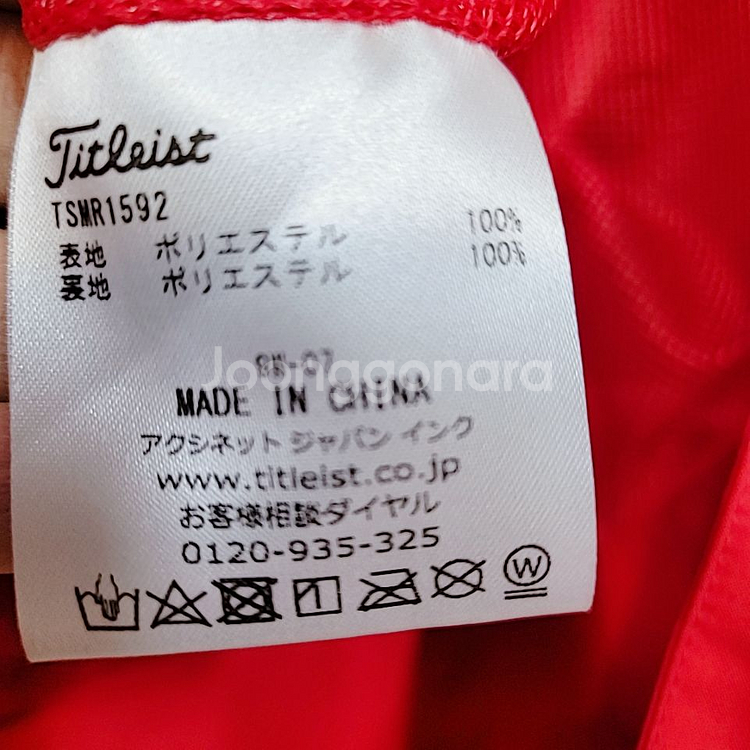 Titleist
TSMR1592
表地 ポリエステル 100%
裏地 ポリエステル 100%
MADE IN CHINA
Joonggonara
アクシネット ジャパン インク
www.titleist.co.jp
お客様相談ダイヤル
0120-935-325
W